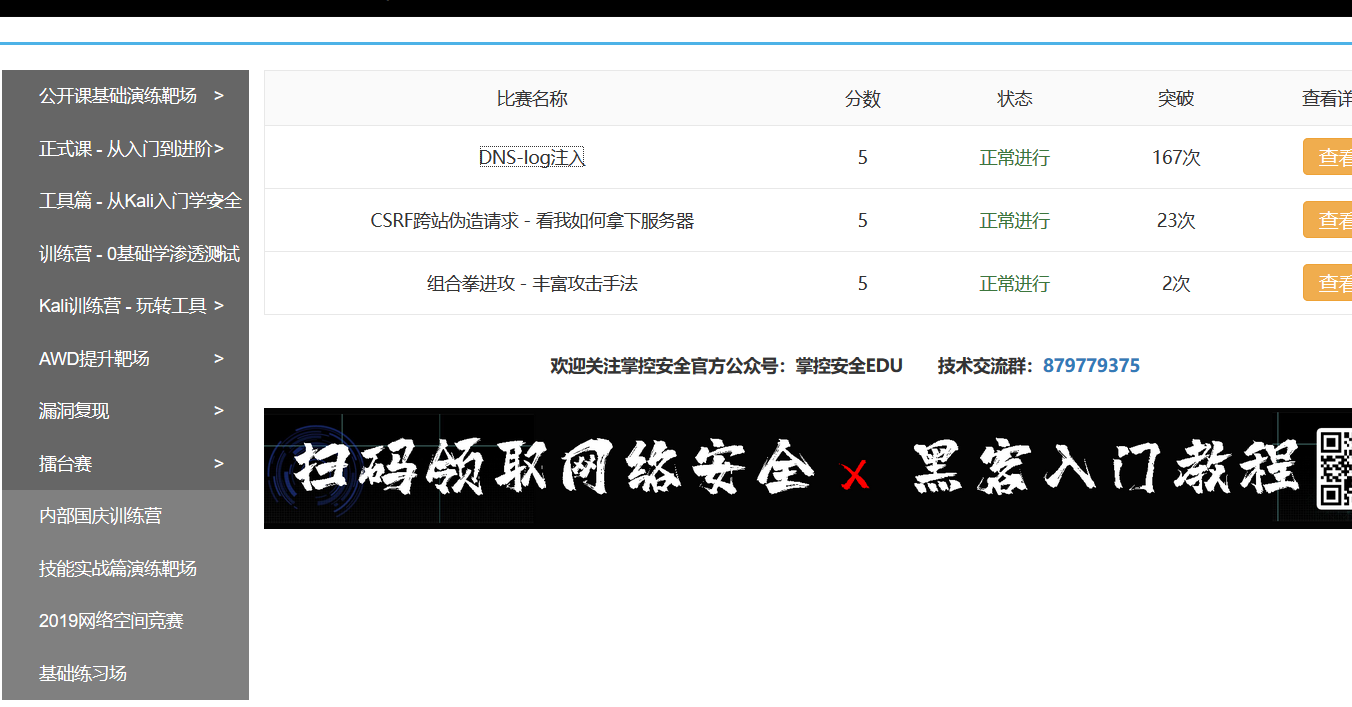 公开课基础演练靶场 >
正式课 - 从入门到进阶>
工具篇 - 从Kali入门学安全
训练营 - 0基础学渗透测试
Kali训练营 - 玩转工具 >
AWD提升靶场 >
漏洞复现 >
擂台赛 >
内部国庆训练营
技能实战篇演练靶场
2019网络空间竞赛
基础练习场
比赛名称 分数 状态 突破 查看详
DNS-log注入 5 正常进行 167次 查看
CSRF跨站伪造请求 - 看我如何拿下服务器 5 正常进行 23次 查看
组合拳进攻 - 丰富攻击手法 5 正常进行 2次 查看
欢迎关注掌控安全官方公众号：掌控安全EDU 技术交流群：879779375
扫码领取网络安全 X 黑客入门教程